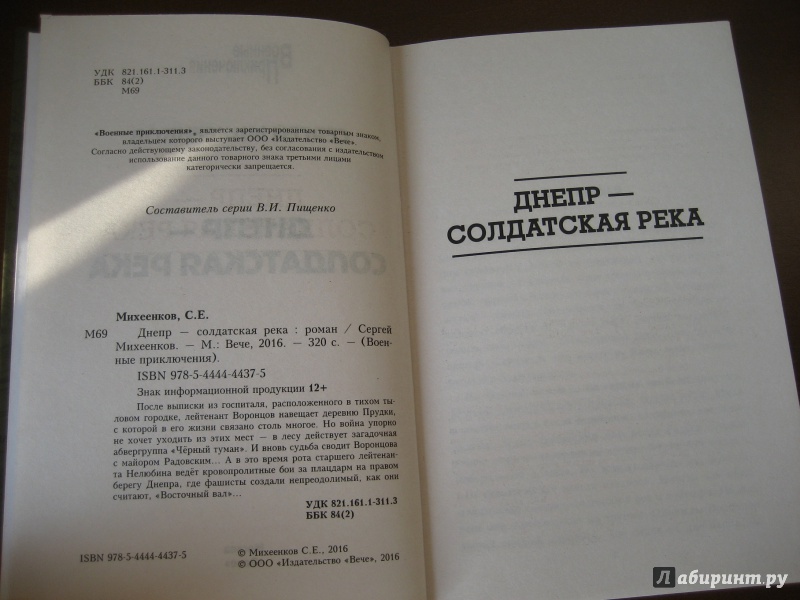 УДК 821.161.1-311.3
ББК 84(2)
М69
«Военные приключения», является зарегистрированным товарным знаком,
владельцем которого выступает ООО «Издательство «Вече».
Согласно действующему законодательству, без согласования с издательством
использование данного товарного знака третьими лицами
категорически запрещается.
Составитель серии В.И. Пищенко
Михеенков, С.Е.
М69 Днепр — солдатская река : роман / Сергей
Михеенков. — М.: Вече, 2016. — 320 с. — (Воен-
ные приключения).
ISBN 978-5-4444-4437-5
Знак информационной продукции 12+
После выписки из госпиталя, расположенного в тихом ты-
ловом городке, лейтенант Воронцов навещает деревню Прудки,
с которой в его жизни связано столь многое. Но война упорно
не хочет уходить из этих мест — в лесу действует загадочная
абвергруппа «Чёрный туман». И вновь судьба сводит Воронцова
с майором Радовским... А в это время рота старшего лейтенан-
та Нелюбина ведёт кровопролитные бои за плацдарм на правом
берегу Днепра, где фашисты создали непреодолимый, как они
считают, «Восточный вал»...
УДК 821.161.1-311.3
ББК 84(2)
ISBN 978-5-4444-4437-5
© Михеенков С.Е., 2016
© ООО «Издательство «Вече», 2016
ДНЕПР —
СОЛДАТСКАЯ РЕКА
Лабиринт.ру